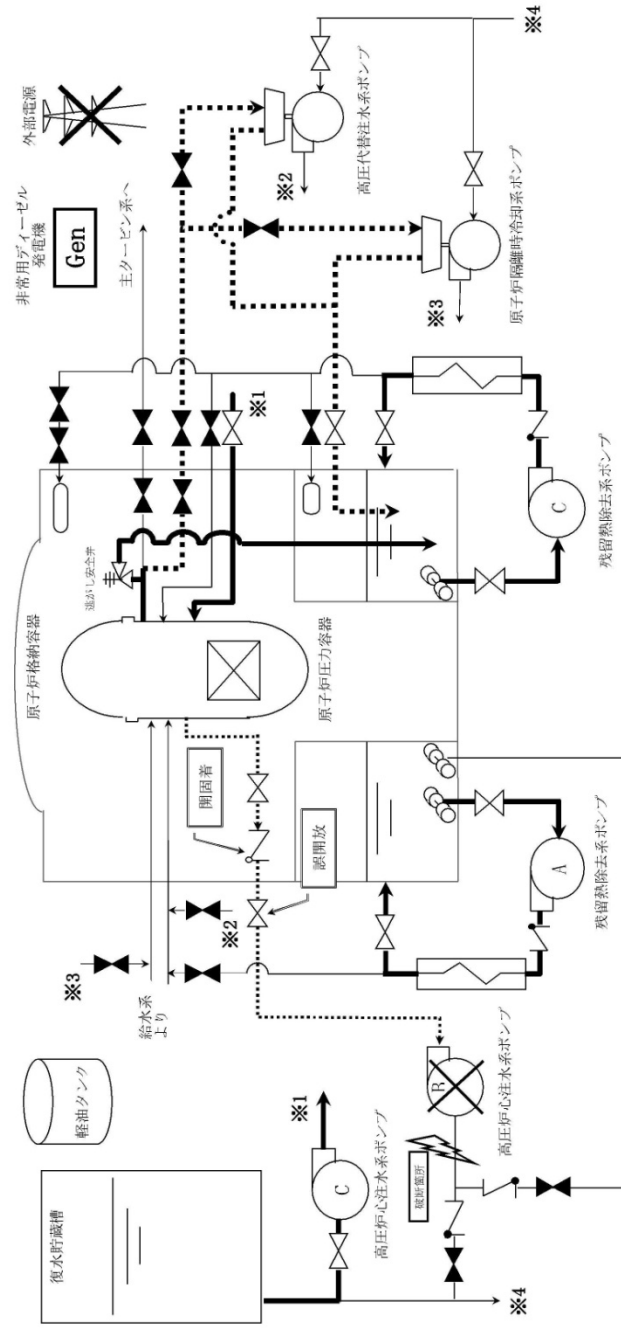 復水貯蔵槽
軽油タンク
非常用ディーゼル
発電機
Gen
外部電源
主タービン系へ
原子炉格納容器
逃がし安全弁
原子炉圧力容器
※3
給水系
より
※2
開固着
誤開放
※1
※2
高圧代替注水系ポンプ
※4
※3
原子炉隔離時冷却系ポンプ
※1
C
高圧炉心注水系ポンプ
破断箇所
B
高圧炉心注水系ポンプ
※4
A
残留熱除去系ポンプ
C
残留熱除去系ポンプ